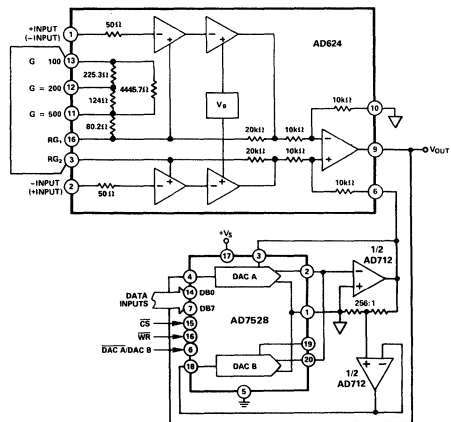 +INPUT
(−INPUT)
1
50Ω
AD624
G 100
13
225.3Ω
G = 200
12
4445.7Ω
124Ω
G = 500
11
80.2Ω
VB
10kΩ
10
RG1
16
20kΩ
10kΩ
9
VOUT
RG2
3
20kΩ
10kΩ
10kΩ
6
−INPUT
(+INPUT)
2
50Ω
+VS
17
3
1/2
AD712
4
DAC A
2
DATA
INPUTS
14
DB0
7
DB7
AD7528
1
256:1
CS
15
WR
16
19
DAC A/DAC B
6
20
18
DAC B
1/2
AD712
5